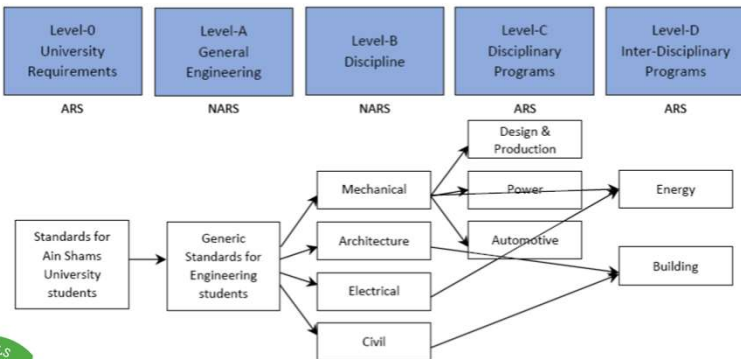 Level-0
University
Requirements
Level-A
General
Engineering
Level-B
Discipline
Level-C
Disciplinary
Programs
Level-D
Inter-Disciplinary
Programs
ARS
NARS
NARS
ARS
ARS
Design &
Production
Mechanical
Power
Energy
Standards for
Ain Shams
University
students
Generic
Standards for
Engineering
students
Architecture
Automotive
Electrical
Building
Civil